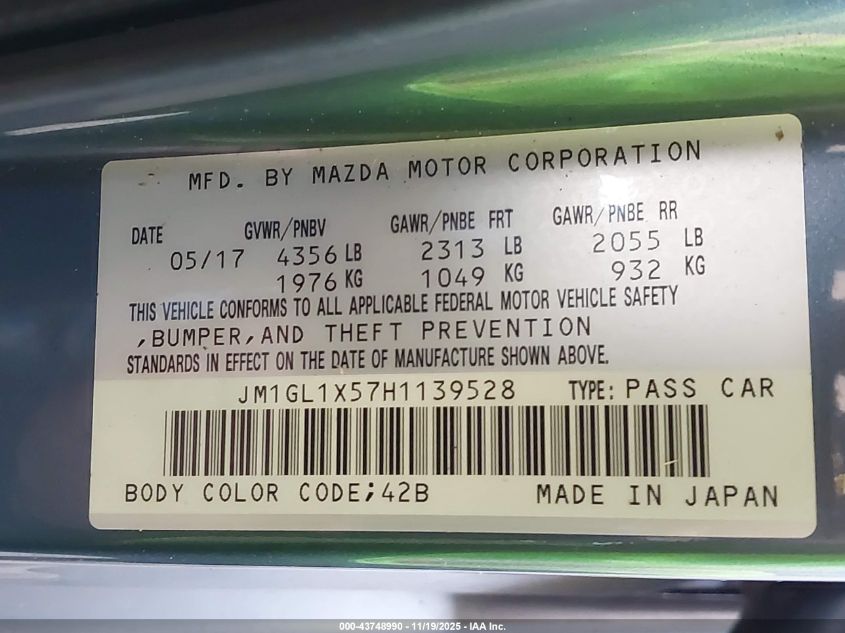 MFD. BY MAZDA MOTOR CORPORATION
DATE GVWR/PNBV GAWR/PNBE FRT GAWR/PNBE RR
05/17 4356 LB 2313 LB 2055 LB
1976 KG 1049 KG 932 KG
THIS VEHICLE CONFORMS TO ALL APPLICABLE FEDERAL MOTOR VEHICLE SAFETY
,BUMPER,AND THEFT PREVENTION
STANDARDS IN EFFECT ON THE DATE OF MANUFACTURE SHOWN ABOVE.
JM1GL1X57H1139528 TYPE: PASS CAR
BODY COLOR CODE;42B MADE IN JAPAN
000-43748990 - 11/19/2025 - IAA Inc.